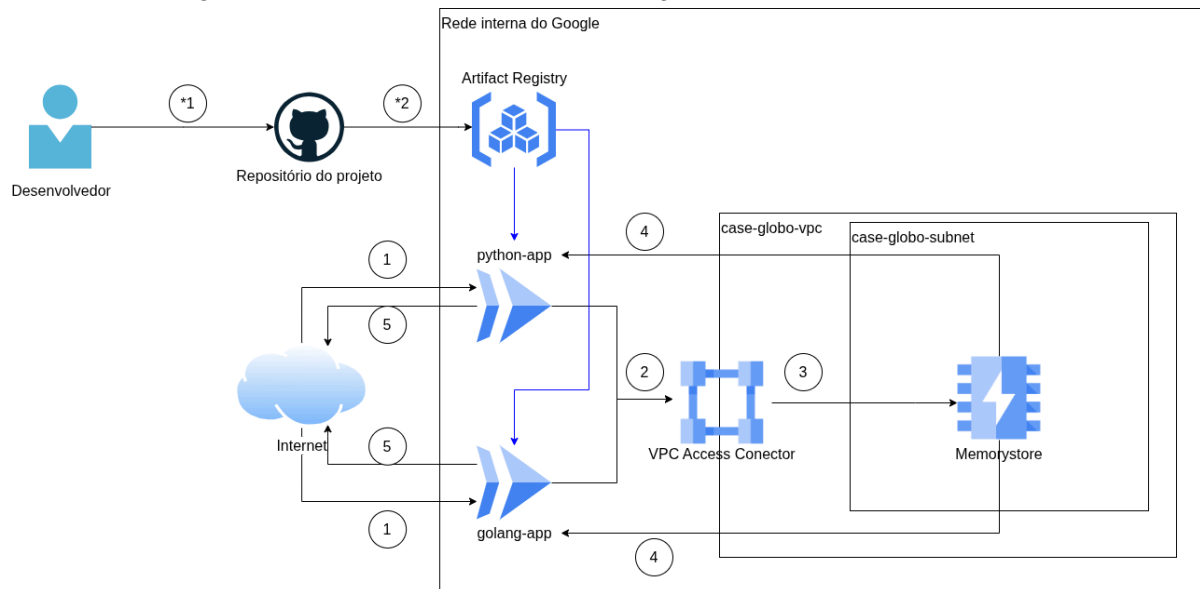 Rede interna do Google
Artifact Registry
*1
*2
Repositório do projeto
Desenvolvedor
case-globo-vpc
case-globo-subnet
4
python-app
1
5
2
3
Internet
5
VPC Access Conector
Memorystore
1
golang-app
4